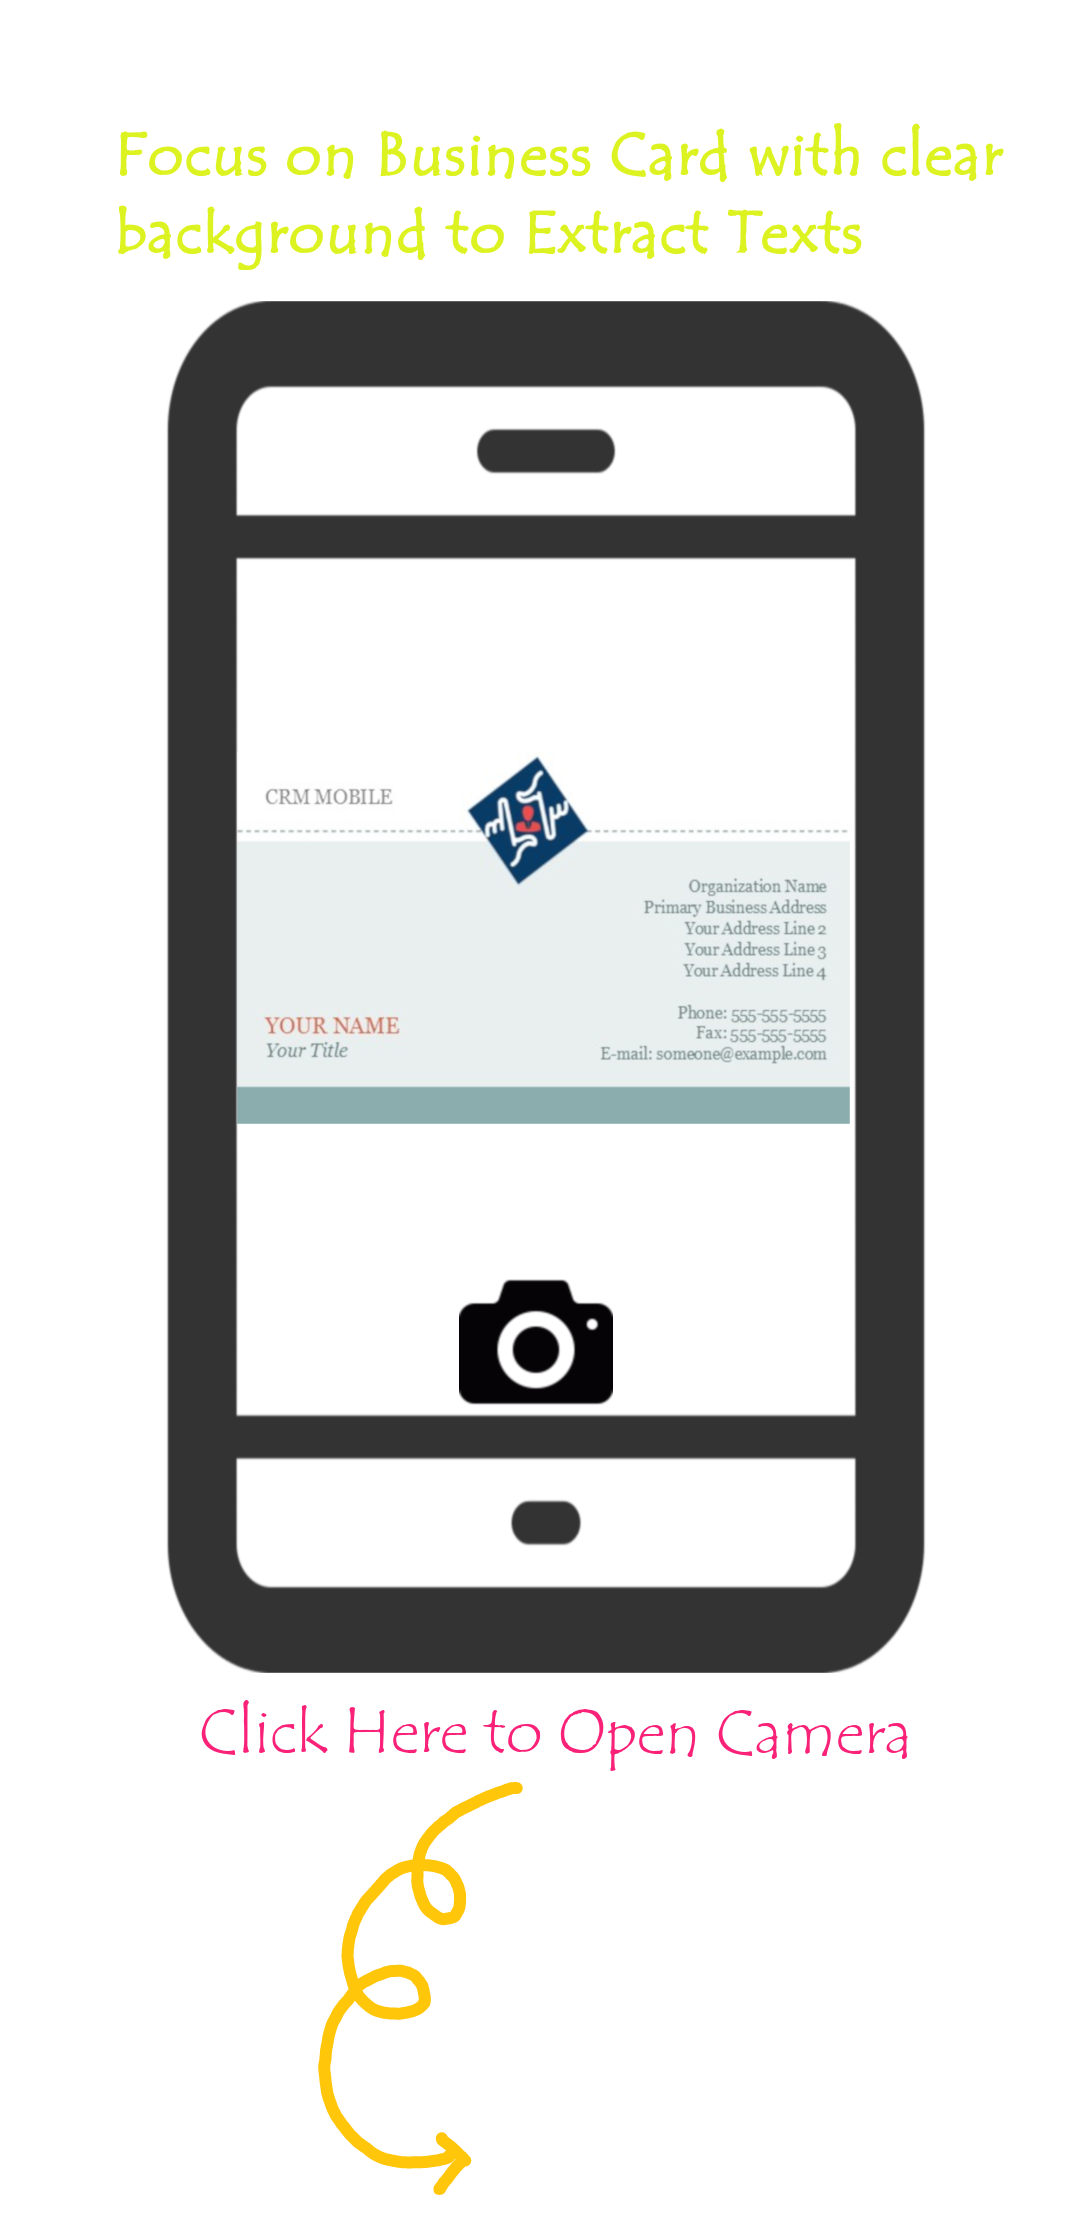 Focus on Business Card with clear
background to Extract Texts
CRM MOBILE
Organization Name
Primary Business Address
Your Address Line 2
Your Address Line 3
Your Address Line 4
Phone: 555-555-5555
Fax: 555-555-5555
E-mail: someone@example.com
YOUR NAME
Your Title
Click Here to Open Camera